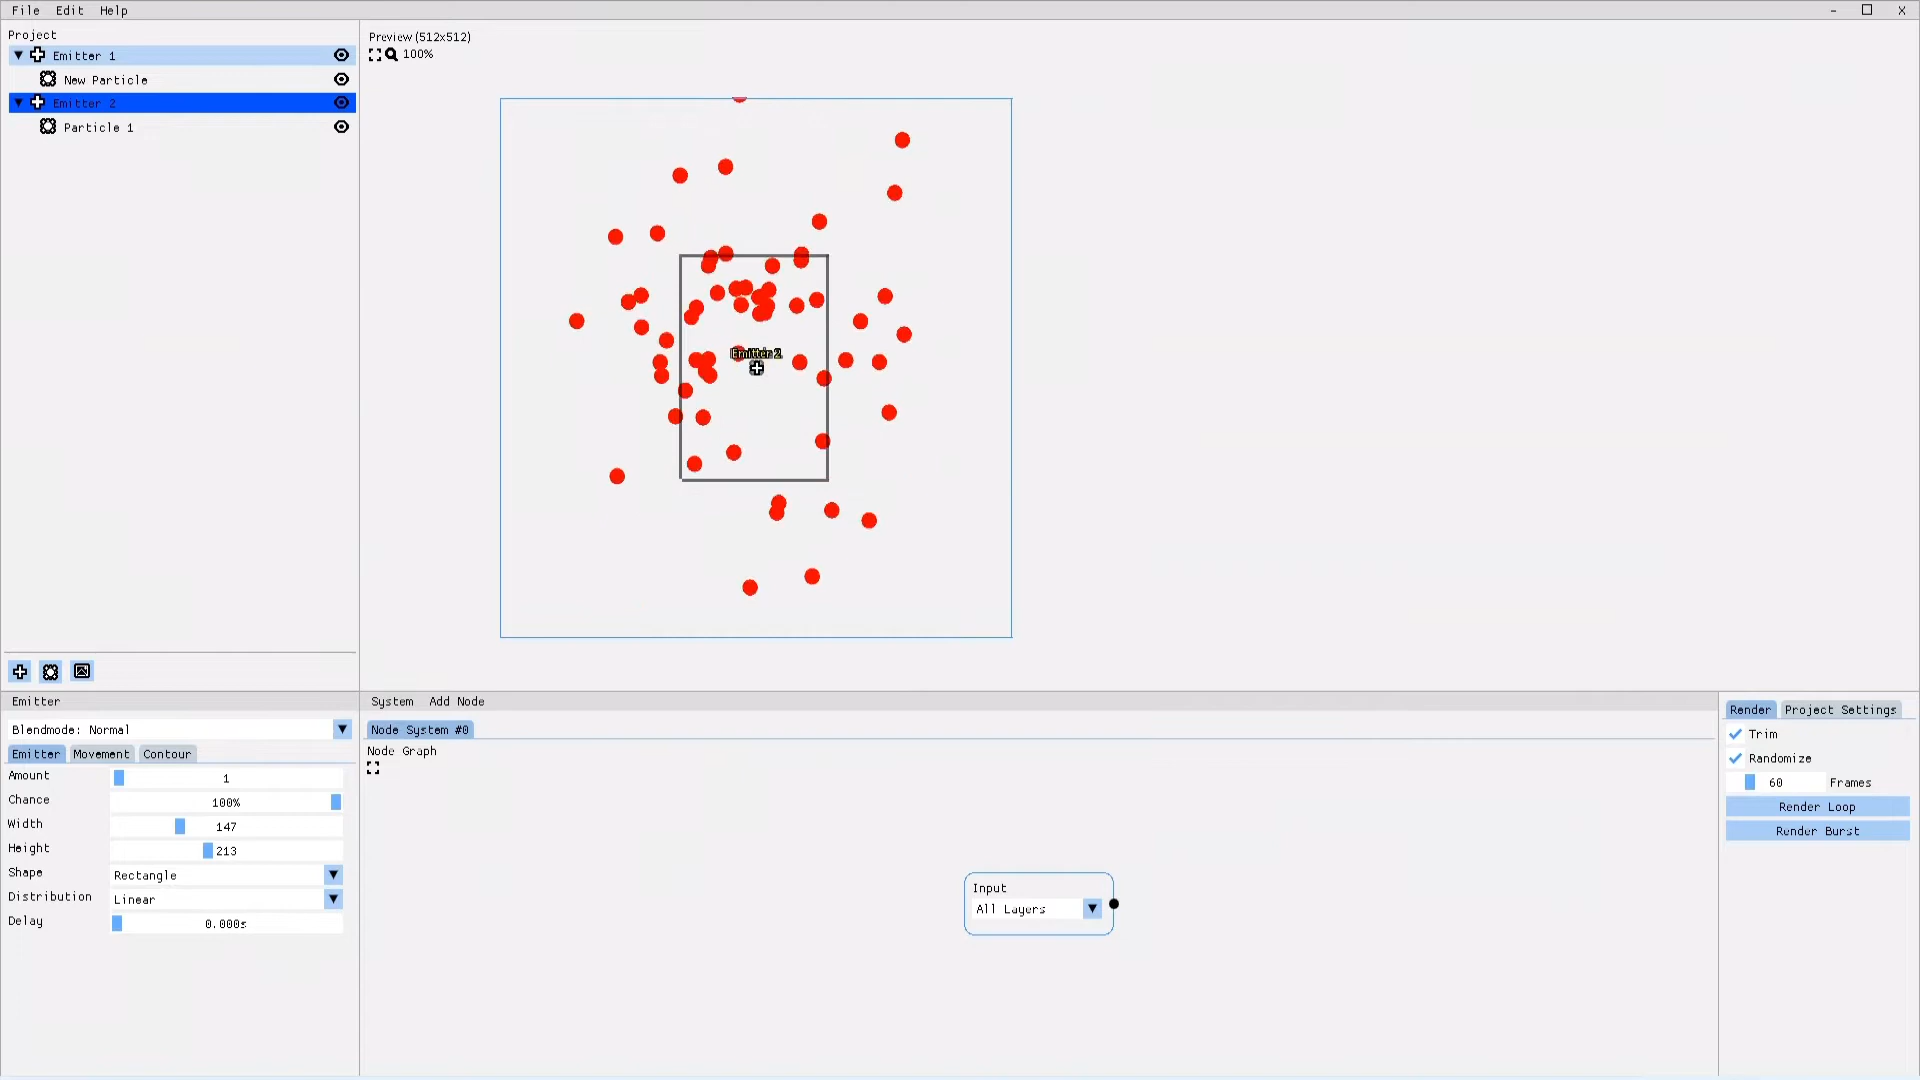 File Edit Help
- X
Project
Emitter 1
New Particle
Emitter 2
Particle 1
Preview (512x512)
100%
Emitter 2
Emitter
Blendmode: Normal
Emitter Movement Contour
Amount 1
Chance 100%
Width 147
Height 213
Shape Rectangle
Distribution Linear
Delay 0.000s
System Add Node
Node System #0
Node Graph
Input
All Layers
Render Project Settings
Trim
Randomize
60 Frames
Render Loop
Render Burst